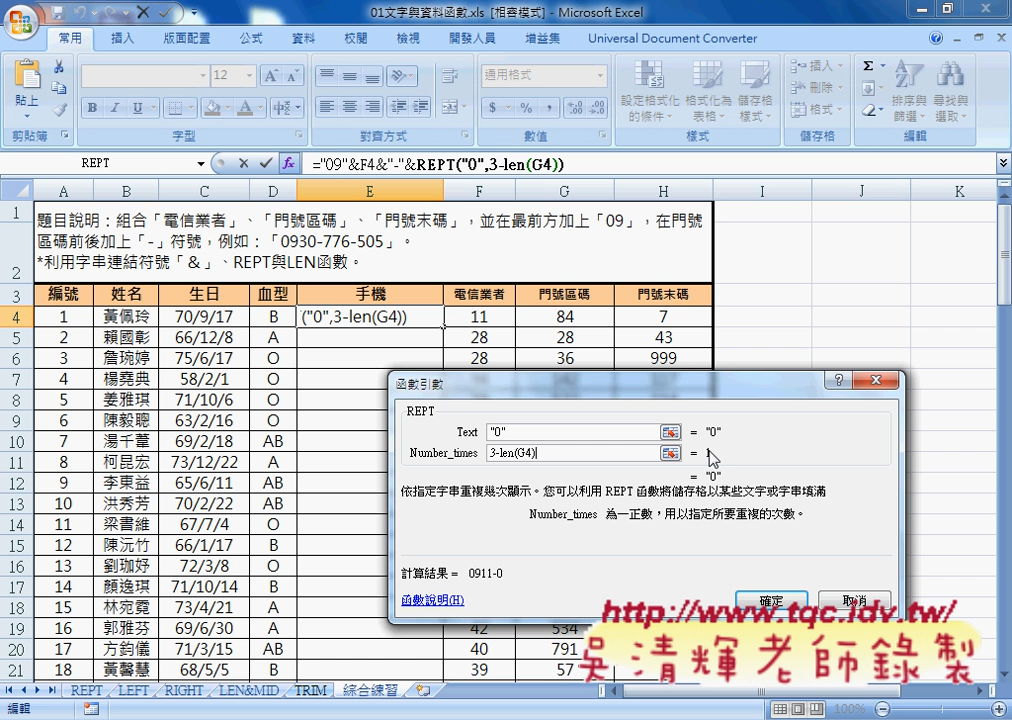 01文字與資料函數.xls [相容模式] - Microsoft Excel
常用 插入 版面配置 公式 資料 校閱 檢視 開發人員 增益集 Universal Document Converter
貼上 12 通用格式 設定格式化的條件 格式化為表格 儲存格樣式 插入 刪除 格式 排序與篩選 尋找與選取
剪貼簿 字型 對齊方式 數值 樣式 儲存格 編輯
REPT ="09"&F4&"-"&REPT("0",3-len(G4))
A B C D E F G H I J K
題目說明：組合「電信業者」、「門號區碼」、「門號末碼」，並在最前方加上「09」，在門號
區碼前後加上「-」符號，例如：「0930-776-505」。
*利用字串連結符號「&」、REPT與LEN函數。
3 編號 姓名 生日 血型 手機 電信業者 門號區碼 門號末碼
4 1 黃佩玲 70/9/17 B ("0",3-len(G4)) 11 84 7
5 2 賴國彰 66/12/8 A 28 28 43
6 3 詹琬婷 75/6/17 O 28 36 999
7 4 楊堯典 58/2/1 O
8 5 姜雅琪 71/10/6 O
9 6 陳毅聰 63/2/16 O
10 7 湯千葦 69/2/18 AB
11 8 柯昆宏 73/12/22 A
12 9 李東益 65/6/11 AB
13 10 洪秀芳 70/2/22 AB
14 11 梁書維 67/7/4 O
15 12 陳沅竹 66/1/17 B
16 13 劉珈妤 72/3/8 O
17 14 顏逸琪 71/10/14 B
18 15 林宛霓 73/4/21 A
19 16 郭雅芬 69/6/30 A 42 534
20 17 方鈞儀 71/3/15 AB 40 791
21 18 黃馨慧 68/5/5 B 39 57
函數引數
REPT
Text "0" = "0"
Number_times 3-len(G4) = 1
= "0"
依指定字串重複幾次顯示。您可以利用 REPT 函數將儲存格以某些文字或字串填滿
Number_times 為一正數，用以指定所要重複的次數。
計算結果 = 0911-0
函數說明(H) 確定 取消
http://www.tqc.idv.tw/
吳清輝老師錄製
REPT LEFT RIGHT LEN&MID TRIM 綜合練習
編輯 100%